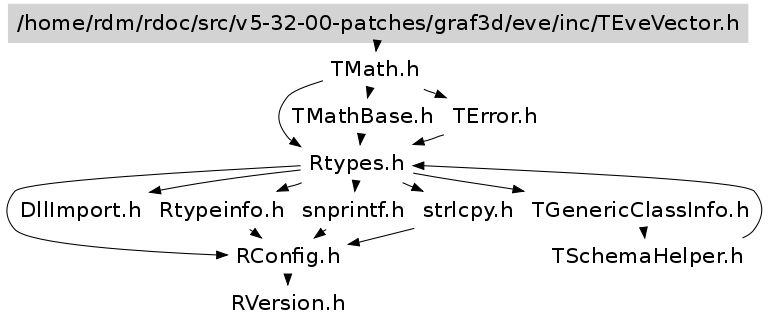 /home/rdm/rdoc/src/v5-32-00-patches/graf3d/eve/inc/TEveVector.h
TMath.h
TMathBase.h TError.h
Rtypes.h
DllImport.h Rtypeinfo.h snprintf.h strlcpy.h TGenericClassInfo.h
RConfig.h TSchemaHelper.h
RVersion.h